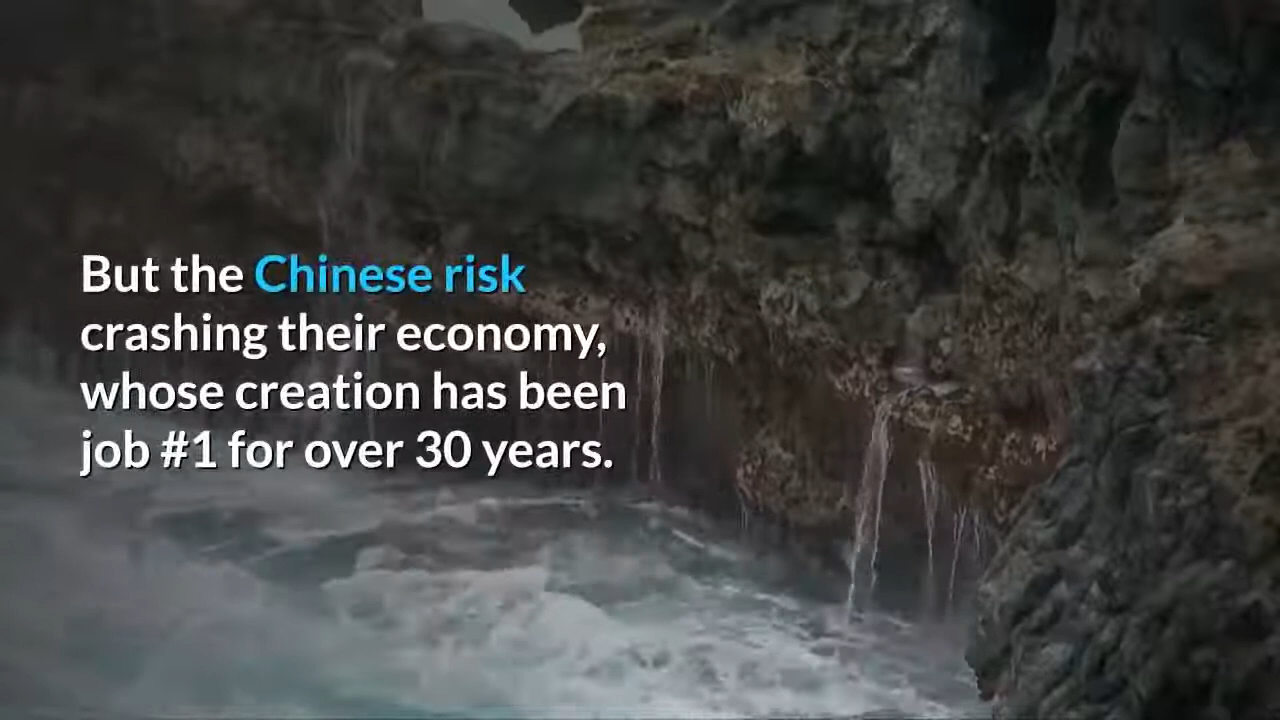 But the Chinese risk
crashing their economy,
whose creation has been
job #1 for over 30 years.